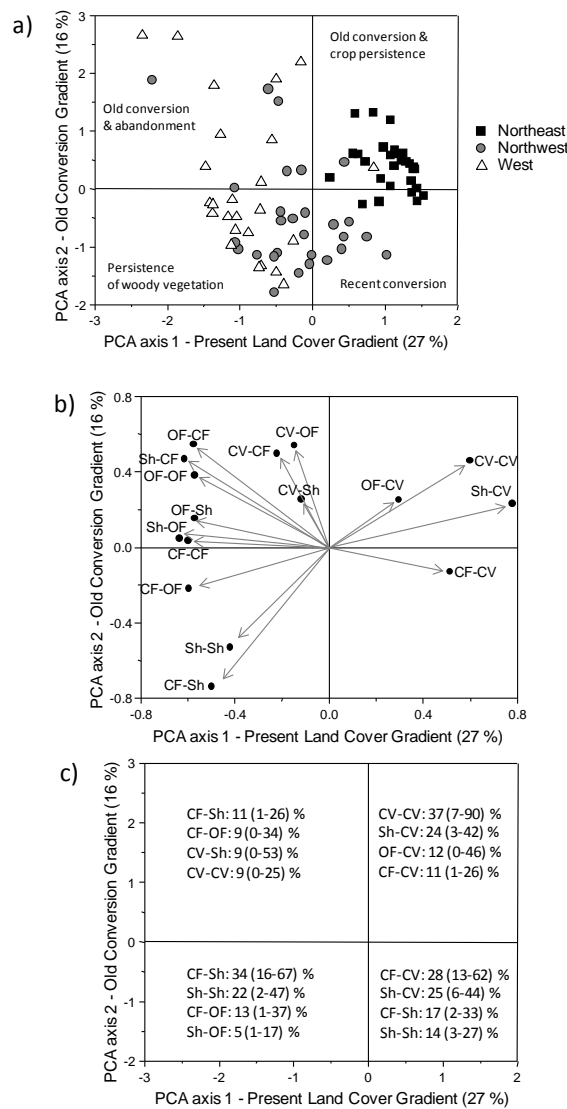 a)
PCA axis 2 - Old Conversion Gradient (16 %)
3
2
1
0
-1
-2
Old conversion &
crop persistence
Old conversion
& abandonment
Persistence
of woody vegetation
Recent conversion
Northeast
Northwest
West
-3
-2
-1
0
1
2
PCA axis 1 - Present Land Cover Gradient (27 %)
b)
PCA axis 2 - Old Conversion Gradient (16 %)
0.8
0.4
0.0
-0.4
-0.8
OF-CF
Sh-CF
OF-OF
CV-OF
CV-CF
CV-Sh
OF-Sh
Sh-OF
CF-CF
CF-OF
Sh-Sh
CF-Sh
OF-CV
CV-CV
Sh-CV
CF-CV
-0.8
-0.4
0.0
0.4
0.8
PCA axis 1 - Present Land Cover Gradient (27 %)
c)
PCA axis 2 - Old Conversion Gradient (16 %)
3
2
1
0
-1
-2
CF-Sh: 11 (1-26) %
CF-OF: 9 (0-34) %
CV-Sh: 9 (0-53) %
CV-CV: 9 (0-25) %
CV-CV: 37 (7-90) %
Sh-CV: 24 (3-42) %
OF-CV: 12 (0-46) %
CF-CV: 11 (1-26) %
CF-Sh: 34 (16-67) %
Sh-Sh: 22 (2-47) %
CF-OF: 13 (1-37) %
Sh-OF: 5 (1-17) %
CF-CV: 28 (13-62) %
Sh-CV: 25 (6-44) %
CF-Sh: 17 (2-33) %
Sh-Sh: 14 (3-27) %
-3
-2
-1
0
1
2
PCA axis 1 - Present Land Cover Gradient (27 %)